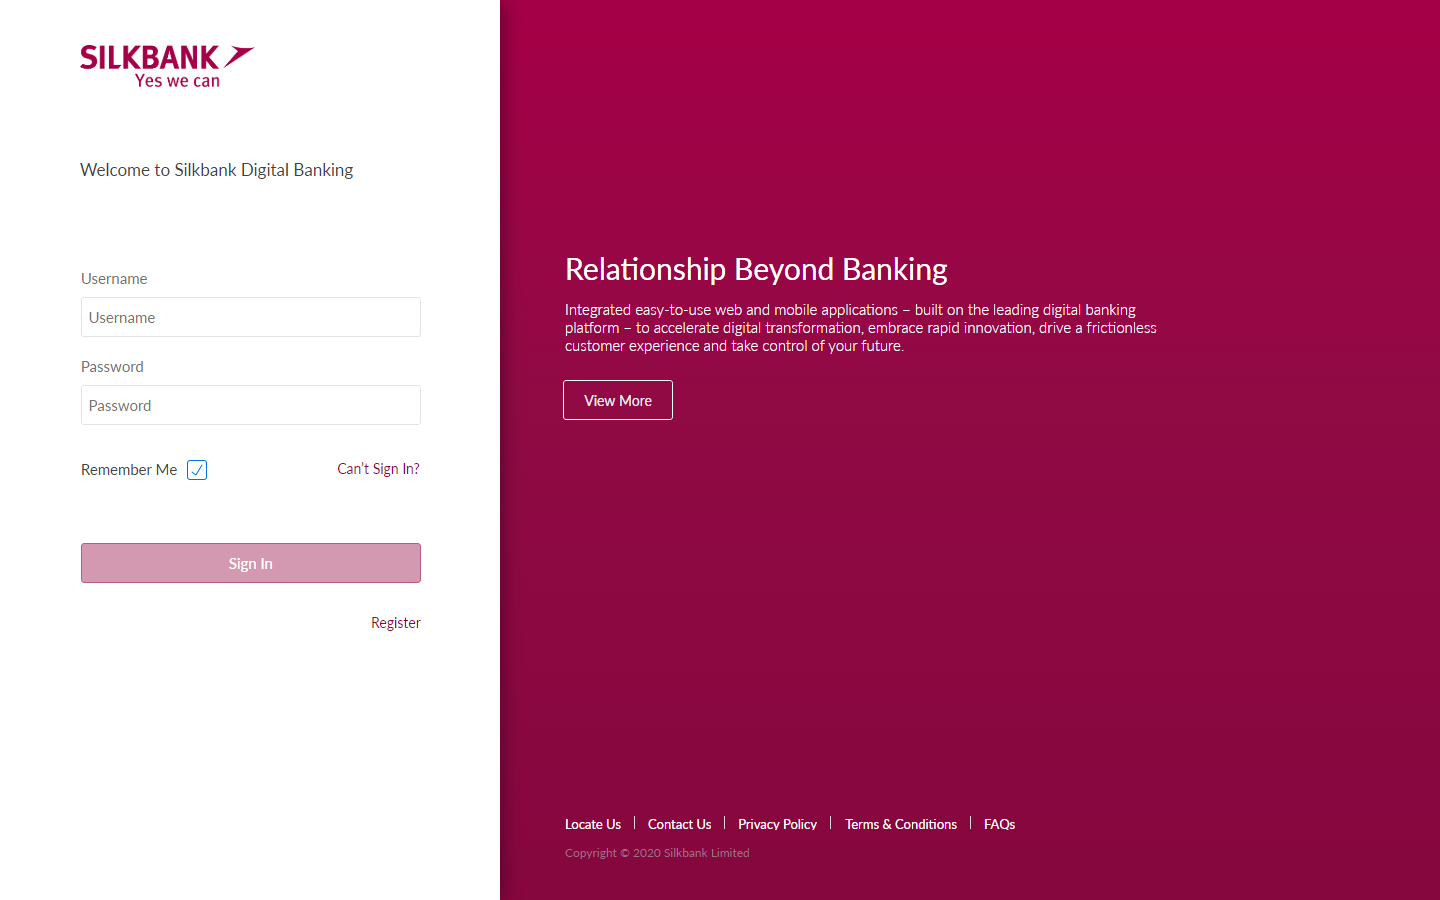 SILKBANK
Yes we can
Welcome to Silkbank Digital Banking
Username
Username
Password
Password
Remember Me
Can't Sign In?
Sign In
Register
Relationship Beyond Banking
Integrated easy-to-use web and mobile applications – built on the leading digital banking
platform – to accelerate digital transformation, embrace rapid innovation, drive a frictionless
customer experience and take control of your future.
View More
Locate Us | Contact Us | Privacy Policy | Terms & Conditions | FAQs
Copyright © 2020 Silkbank Limited